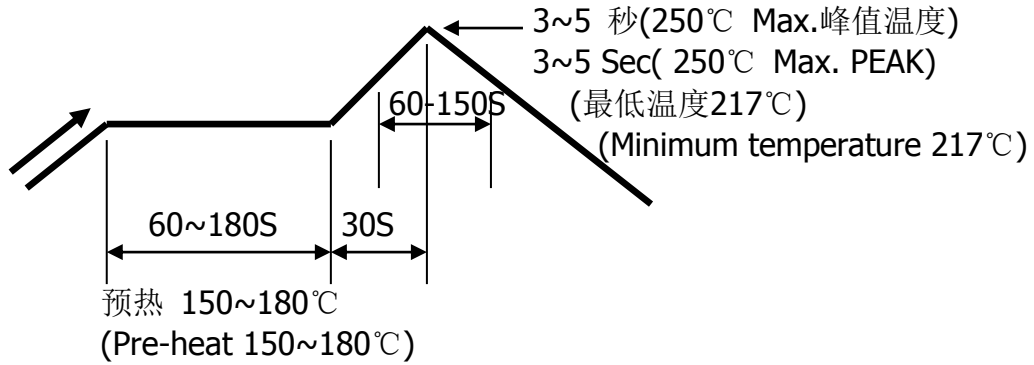 3~5 秒(250℃ Max.峰值温度)
3~5 Sec( 250℃ Max. PEAK)
60-150S
(最低温度217℃)
(Minimum temperature 217℃)
60~180S
30S
预热 150~180℃
(Pre-heat 150~180℃)